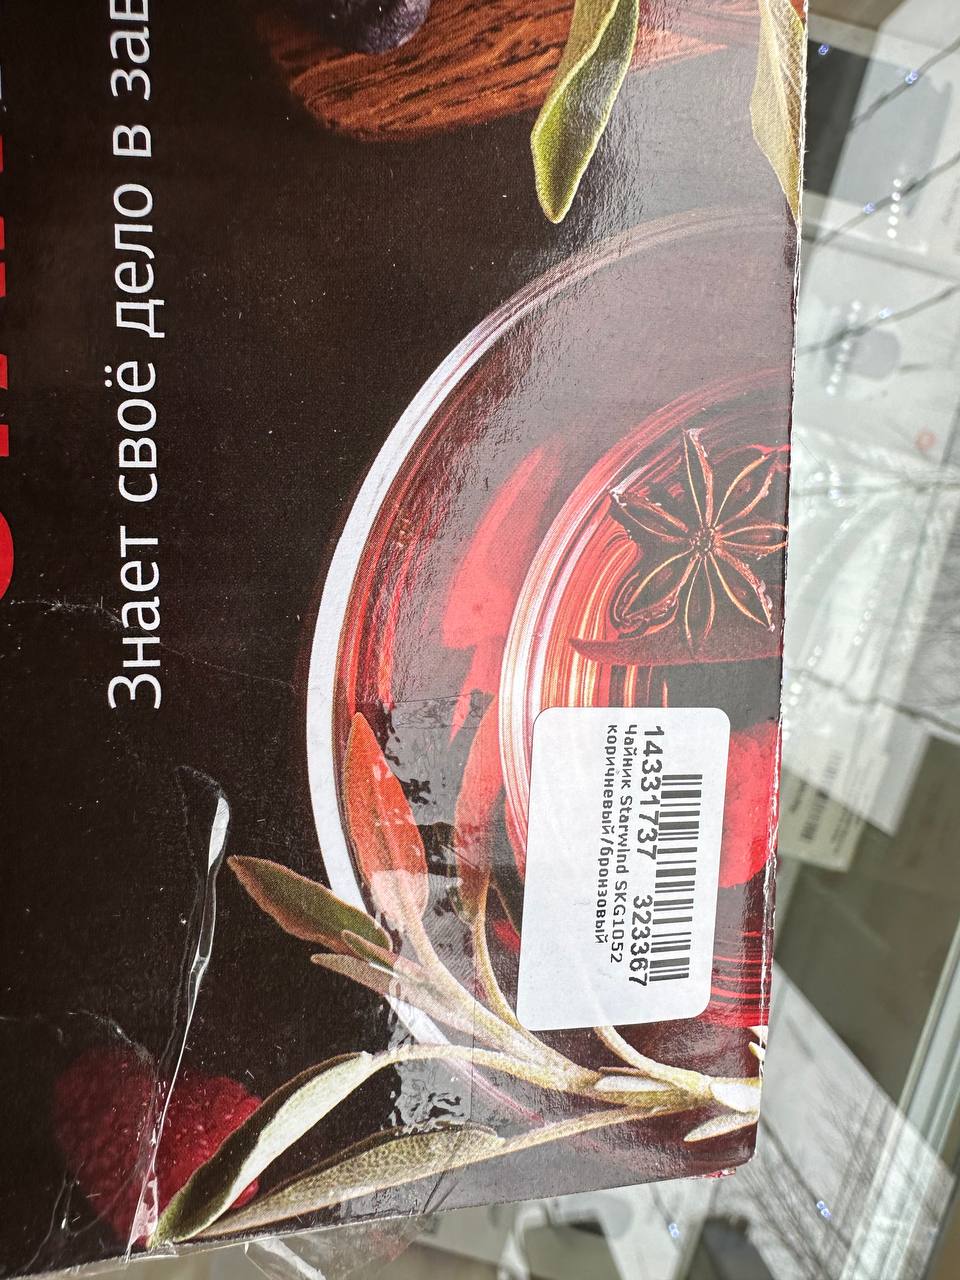 Знает своё дело в зав
14331737 323367
Чайник Starwind SKG1052
коричневый/бронзовый